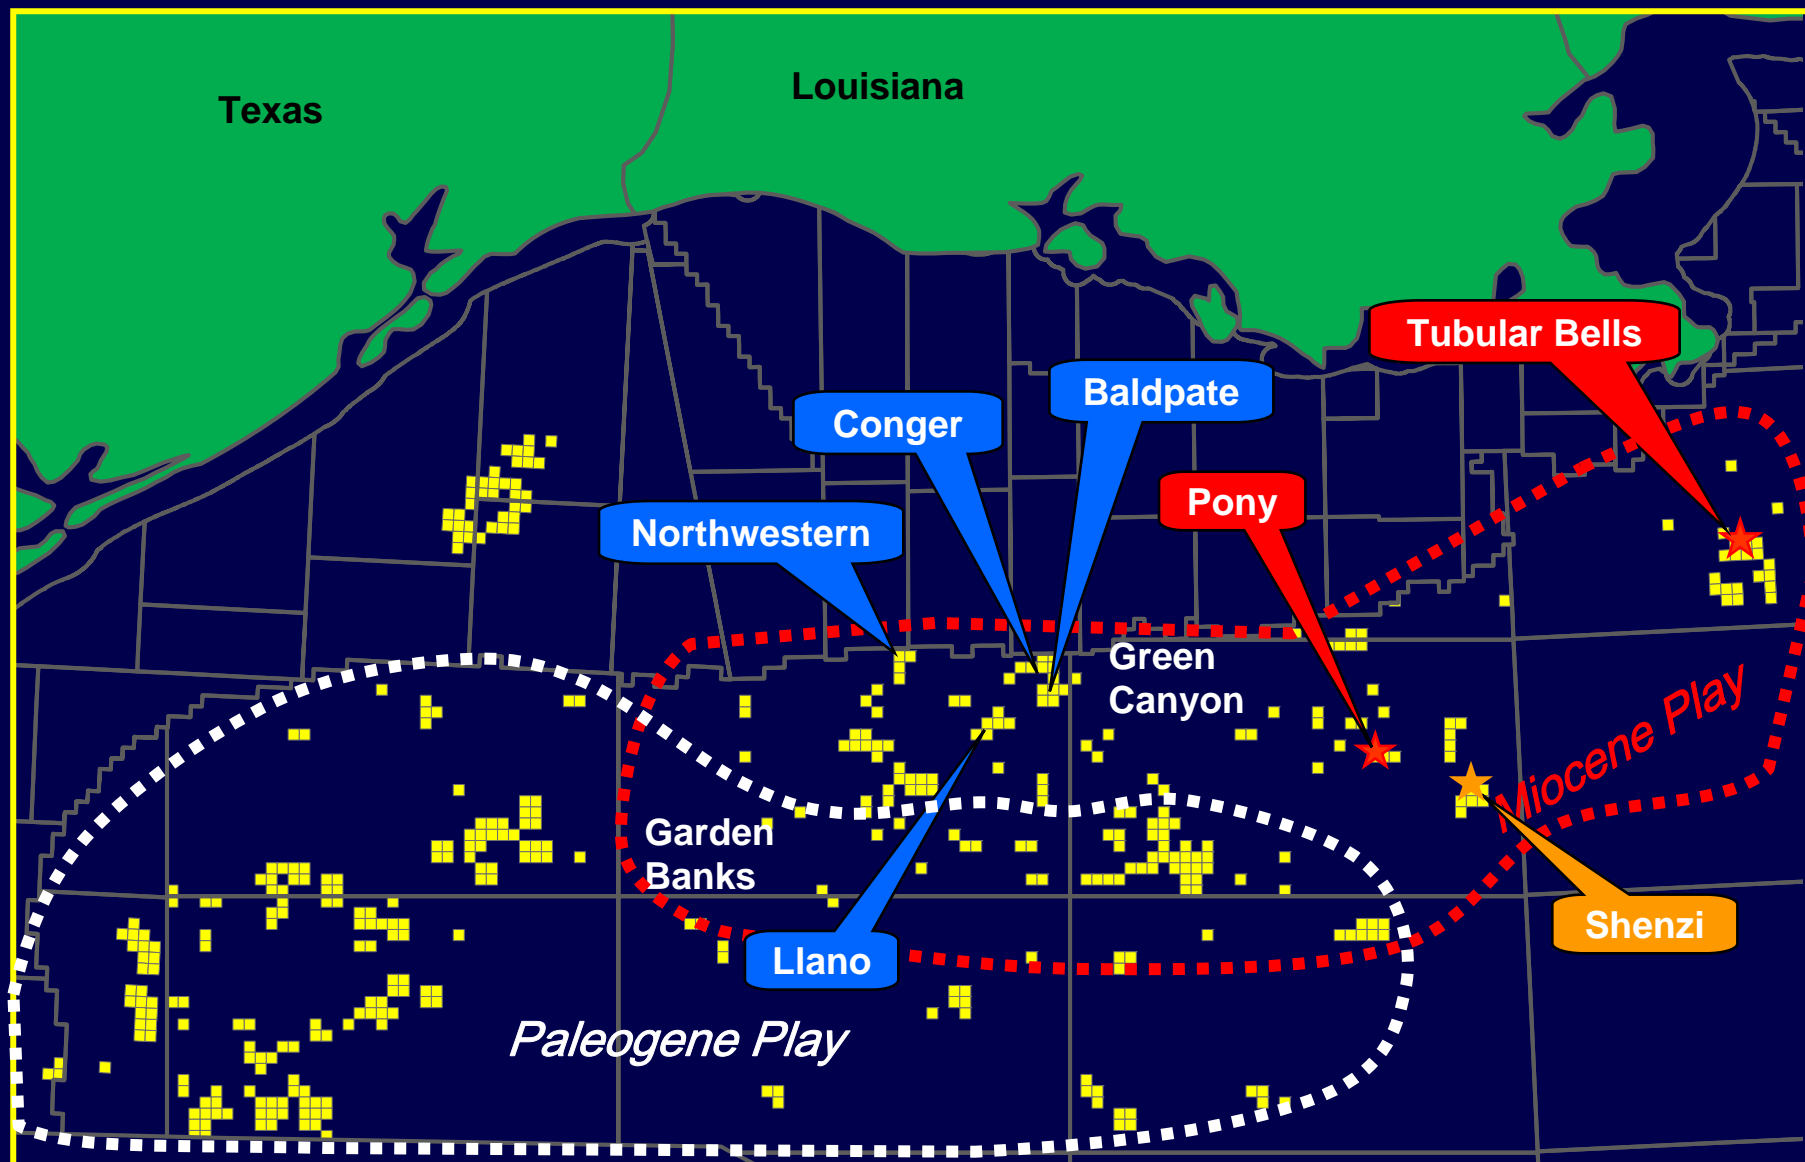 Louisiana
Texas
Tubular Bells
Baldpate
Conger
Pony
Northwestern
Green
Canyon
Miocene Play
Garden
Banks
Shenzi
Llano
Paleogene Play